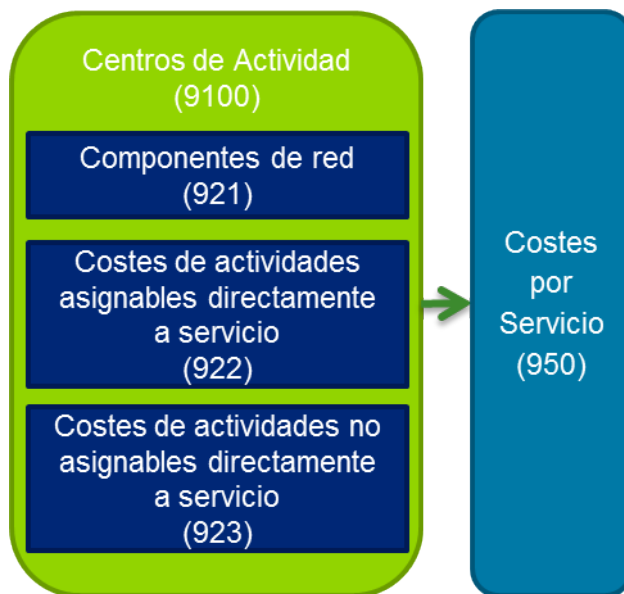 Centros de Actividad
(9100)
Componentes de red
(921)
Costes de actividades
asignables directamente
a servicio
(922)
Costes de actividades no
asignables directamente
a servicio
(923)
Costes
por
Servicio
(950)